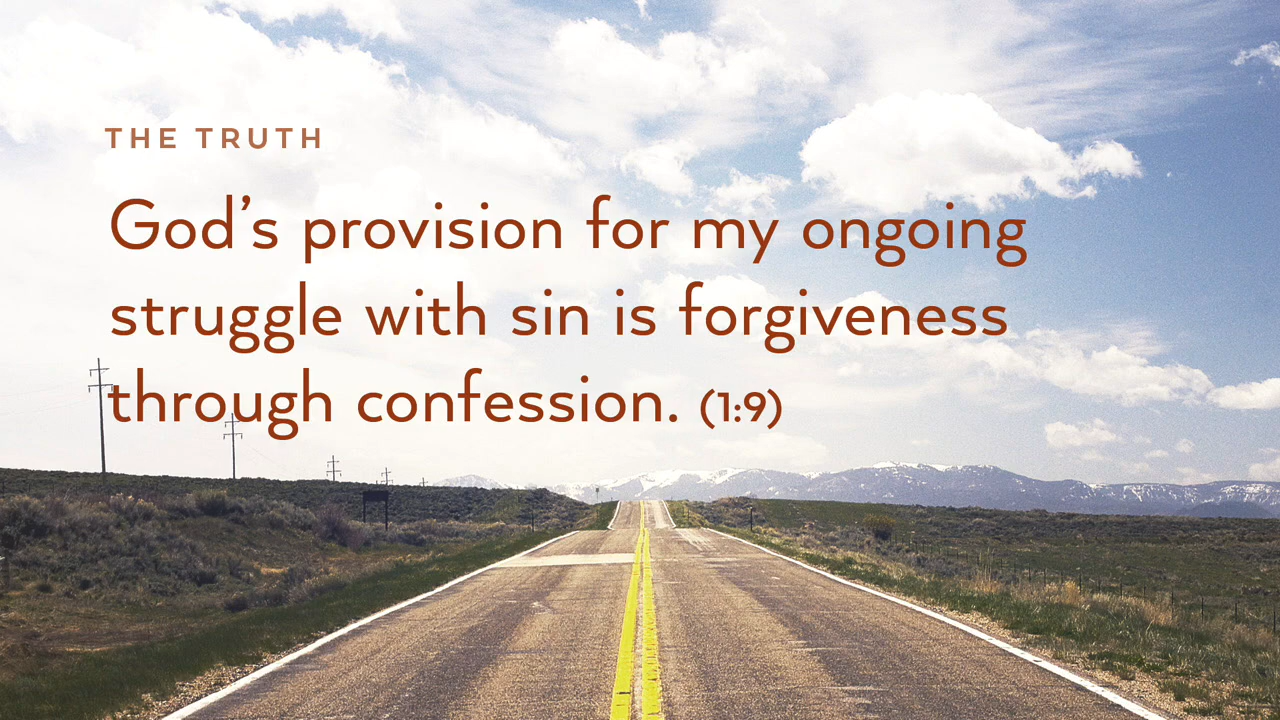 THE TRUTH
God’s provision for my ongoing
struggle with sin is forgiveness
through confession. (1:9)